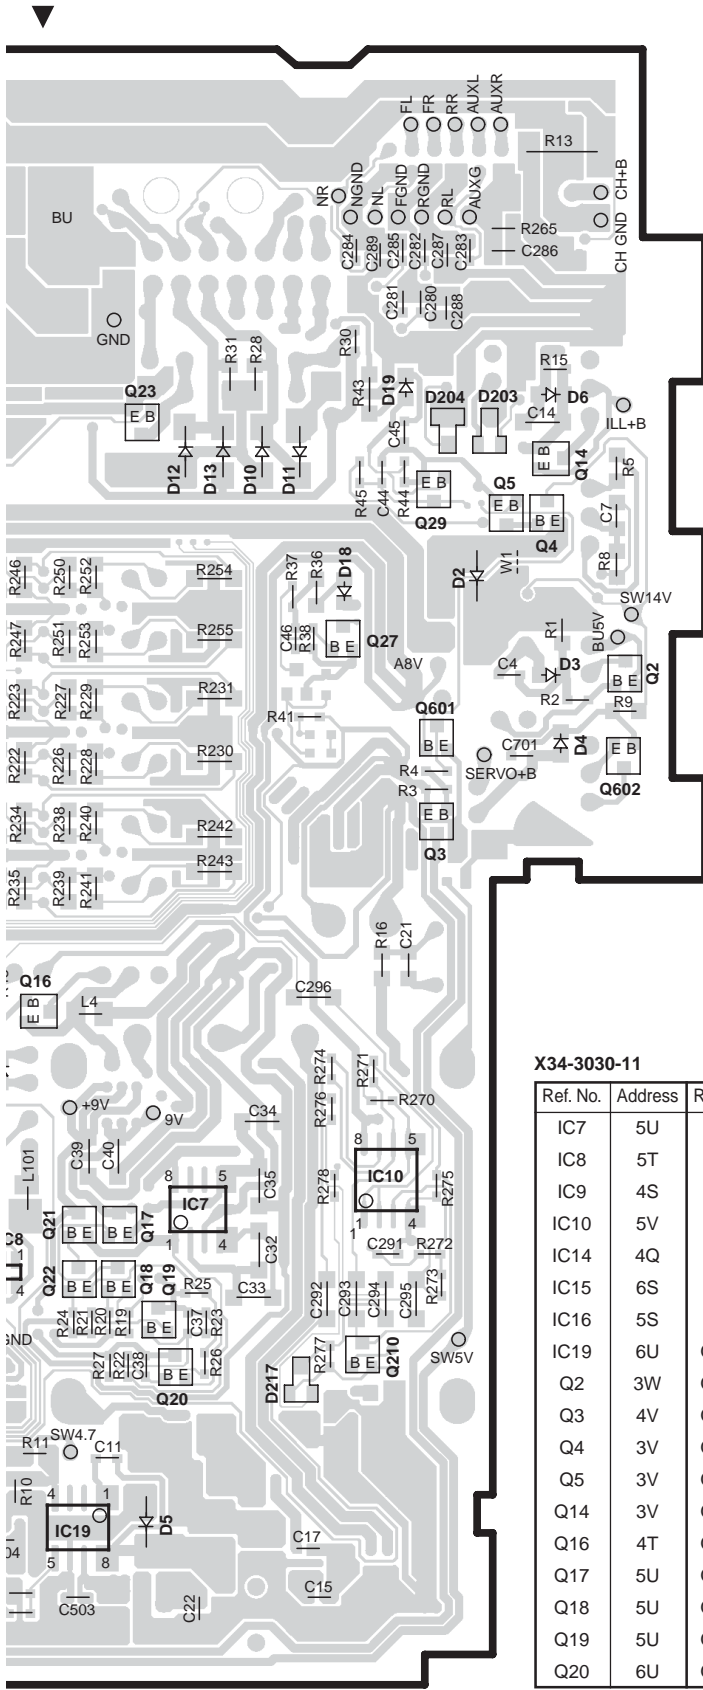 FL FR RR AUXL AUXR
R13
NR NGND NL FGND RGND RL AUXG
CH+B
CH GND
BU
C284 C289 C285 C282 C287 C283
R265
C286
C281 C280 C288
GND
R31 R28 R30
R43 D19
R15
D204 D203 D6
Q23
E B
C14
ILL+B
C45
D12 D13 D10 D11
E B
Q14
R5
R45 C44 R44
E B
Q29
Q5
E B
B E
Q4
C7
R8
R246 R250 R252 R254
R37 R36 D18
D2 W1
SW14V
R247 R251 R253 R255
C46 R38
B E
Q27
R1 BU5V
A8V
C4 D3
B E
Q2
R223 R227 R229 R231
R2 R9
R41
Q601
B E
R222 R226 R228 R230
C701 D4
E B
SERVO+B
R4
Q602
R3
E B
Q3
R234 R238 R240 R242
R243
R235 R239 R241
R16 C21
Q16
E B
L4
C296
R274 R271
R276 R270
+9V 9V
C34
C39 C40
L101
8 5
IC7
1 4
C35
8 5
IC10
1 4
R278 R275
1
Q21 B E B E Q17
C32
C291 R272
C8
1
4
Q22 B E B E Q18 Q19
R25 C33
C292 C293 C294 C295 R273
R24 R21 R20 R19
B E
C37 R23
GND
R27 R22 C38
B E
R26
Q20
R277
B E
Q210
SW5V
D217
R11 SW4.7 C11
R10
4 1
IC19
5 8
D5
04
C17
C15
C503 C22
X34-3030-11
Ref. No. Address R
IC7 5U
IC8 5T
IC9 4S
IC10 5V
IC14 4Q
IC15 6S
IC16 5S
IC19 6U
Q2 3W
Q3 4V
Q4 3V
Q5 3V
Q14 3V
Q16 4T
Q17 5U
Q18 5U
Q19 5U
Q20 6U